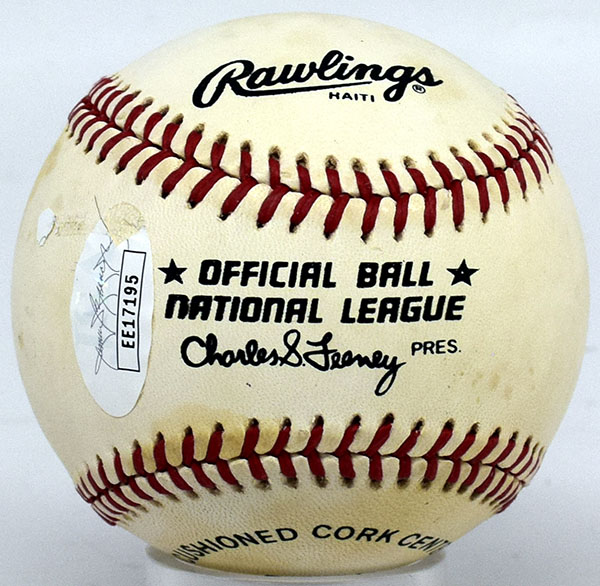 Rawlings®
HAITI
★ OFFICIAL BALL ★
NATIONAL LEAGUE
Charles S. Feeney PRES.
EE17195
CUSHIONED CORK CENT